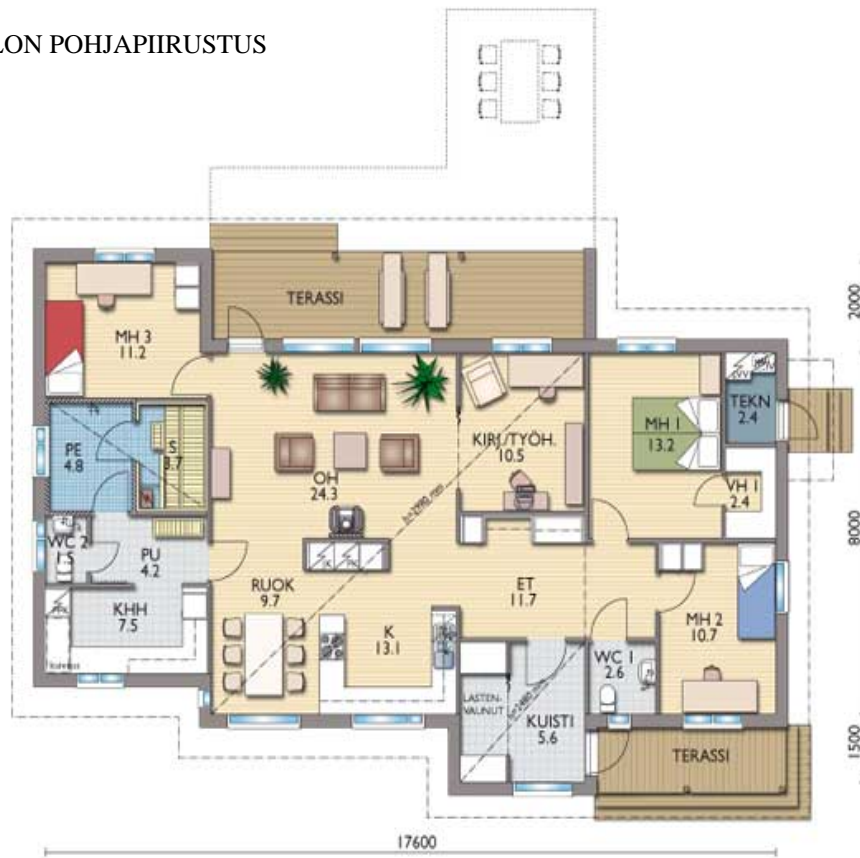 LON POHJAPIIRUSTUS
TERASSI
2000
MH 3
11.2
KIRJ./TYÖH.
10.5
MH 1
13.2
TEKN
2.4
PE
4.8
S
3.7
OH
24.3
h=2990 mm
VH 1
2.4
8000
WC 2
1.5
PU
4.2
KHH
7.5
RUOK
9.7
K
13.1
ET
11.7
MH 2
10.7
WC 1
2.6
LASTEN-
VAUNUT
KUISTI
5.6
TERASSI
1500
17600